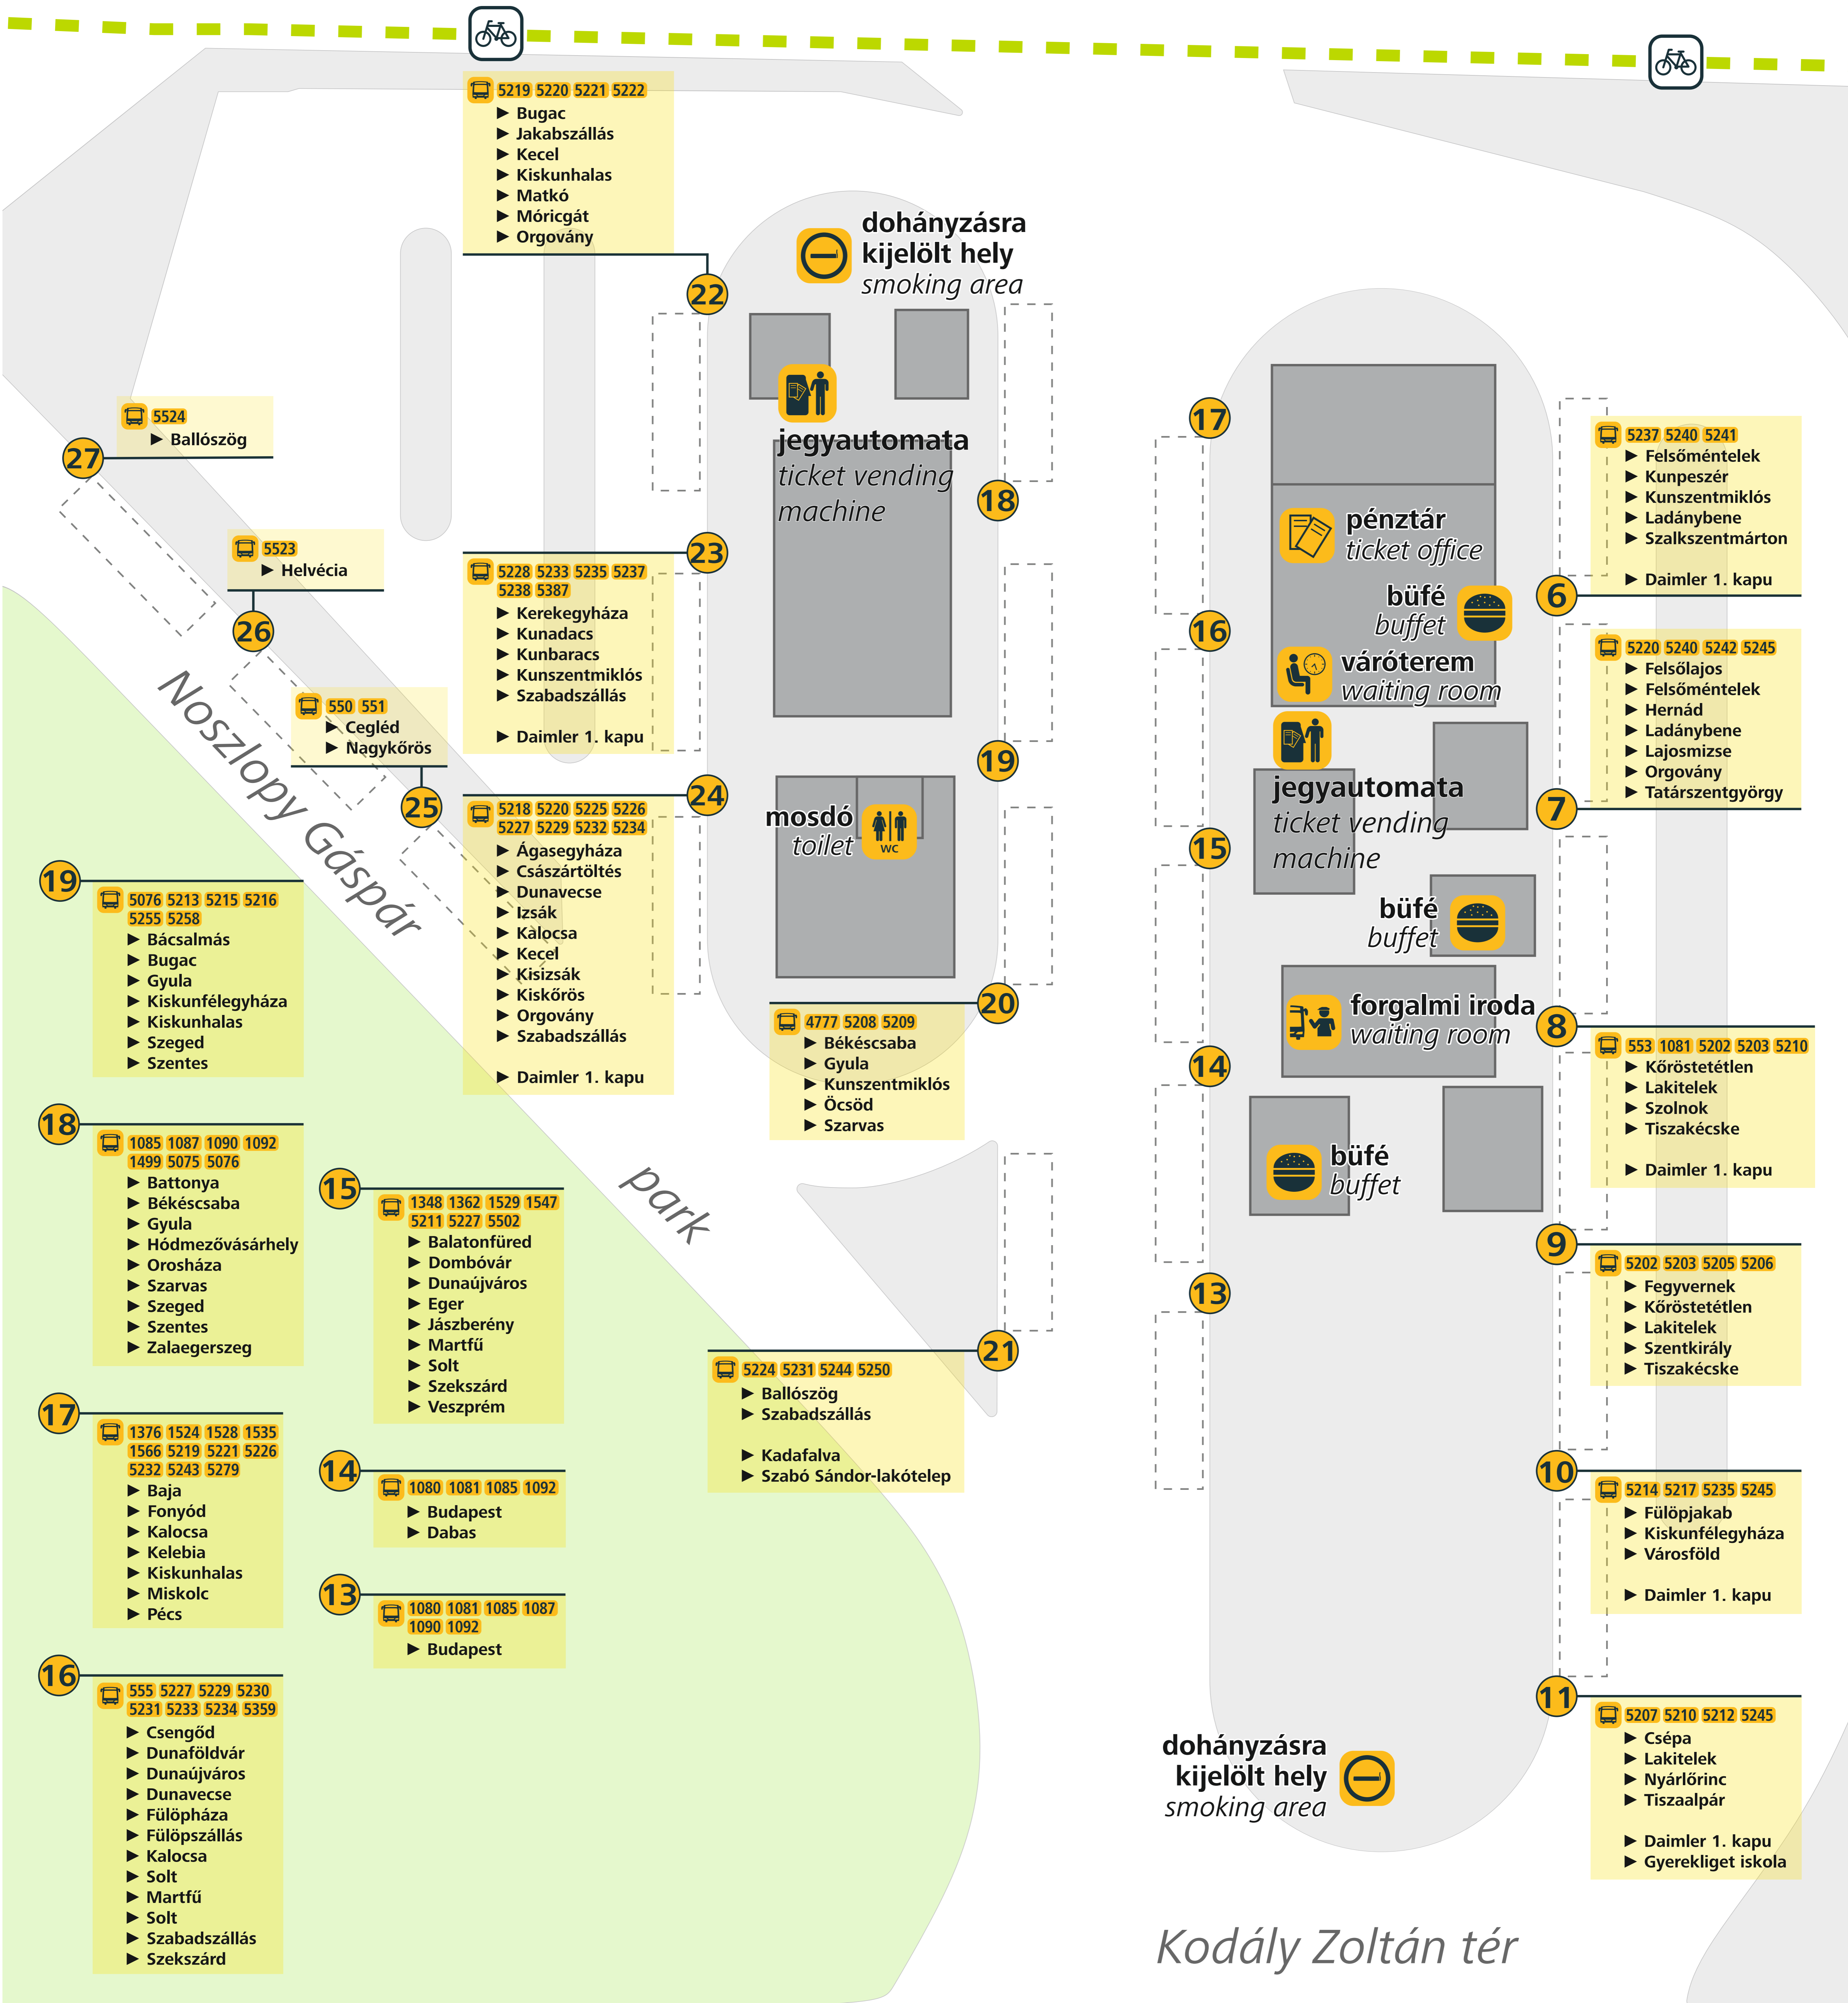 5219 5220 5221 5222
► Bugac
► Jakabszállás
► Kecel
► Kiskunhalas
► Matkó
► Móricgát
► Orgovány
22
dohányzásra
kijelölt hely
smoking area
jegyautomata
ticket vending
machine
5524
► Ballószög
27
5523
► Helvécia
26
550 551
► Cegléd
► Nagykőrös
25
23
5228 5233 5235 5237
5238 5387
► Kerekegyháza
► Kunadacs
► Kunbaracs
► Kunszentmiklós
► Szabadszállás
► Daimler 1. kapu
24
5218 5220 5225 5226
5227 5229 5232 5234
► Ágasegyháza
► Császártöltés
► Dunavecse
► Izsák
► Kalocsa
► Kecel
► Kisizsák
► Kiskőrös
► Orgovány
► Szabadszállás
► Daimler 1. kapu
18
19
mosdó
toilet
WC
20
4777 5208 5209
► Békéscsaba
► Gyula
► Kunszentmiklós
► Öcsöd
► Szarvas
21
5224 5231 5244 5250
► Ballószög
► Szabadszállás
► Kadafalva
► Szabó Sándor-lakótelep
Noszlopy Gáspár
park
19
5076 5213 5215 5216
5255 5258
► Bácsalmás
► Bugac
► Gyula
► Kiskunfélegyháza
► Kiskunhalas
► Szeged
► Szentes
18
1085 1087 1090 1092
1499 5075 5076
► Battonya
► Békéscsaba
► Gyula
► Hódmezővásárhely
► Orosháza
► Szarvas
► Szeged
► Szentes
► Zalaegerszeg
17
1376 1524 1528 1535
1566 5219 5221 5226
5232 5243 5279
► Baja
► Fonyód
► Kalocsa
► Kelebia
► Kiskunhalas
► Miskolc
► Pécs
16
555 5227 5229 5230
5231 5233 5234 5359
► Csengőd
► Dunaföldvár
► Dunaújváros
► Dunavecse
► Fülöpháza
► Fülöpszállás
► Kalocsa
► Solt
► Martfű
► Solt
► Szabadszállás
► Szekszárd
15
1348 1362 1529 1547
5211 5227 5502
► Balatonfüred
► Dombóvár
► Dunaújváros
► Eger
► Jászberény
► Martfű
► Solt
► Szekszárd
► Veszprém
14
1080 1081 1085 1092
► Budapest
► Dabas
13
1080 1081 1085 1087
1090 1092
► Budapest
17
16
15
14
13
pénztár
ticket office
büfé
buffet
váróterem
waiting room
jegyautomata
ticket vending
machine
büfé
buffet
forgalmi iroda
waiting room
büfé
buffet
dohányzásra
kijelölt hely
smoking area
5237 5240 5241
► Felsőméntelek
► Kunpeszér
► Kunszentmiklós
► Ladánybene
► Szalkszentmárton
► Daimler 1. kapu
6
5220 5240 5242 5245
► Felsőlajos
► Felsőméntelek
► Hernád
► Ladánybene
► Lajosmizse
► Orgovány
► Tatárszentgyörgy
7
8
553 1081 5202 5203 5210
► Kőröstetétlen
► Lakitelek
► Szolnok
► Tiszakécske
► Daimler 1. kapu
9
5202 5203 5205 5206
► Fegyvernek
► Kőröstetétlen
► Lakitelek
► Szentkirály
► Tiszakécske
10
5214 5217 5235 5245
► Fülöpjakab
► Kiskunfélegyháza
► Városföld
► Daimler 1. kapu
11
5207 5210 5212 5245
► Csépa
► Lakitelek
► Nyárlőrinc
► Tiszaalpár
► Daimler 1. kapu
► Gyerekliget iskola
Kodály Zoltán tér